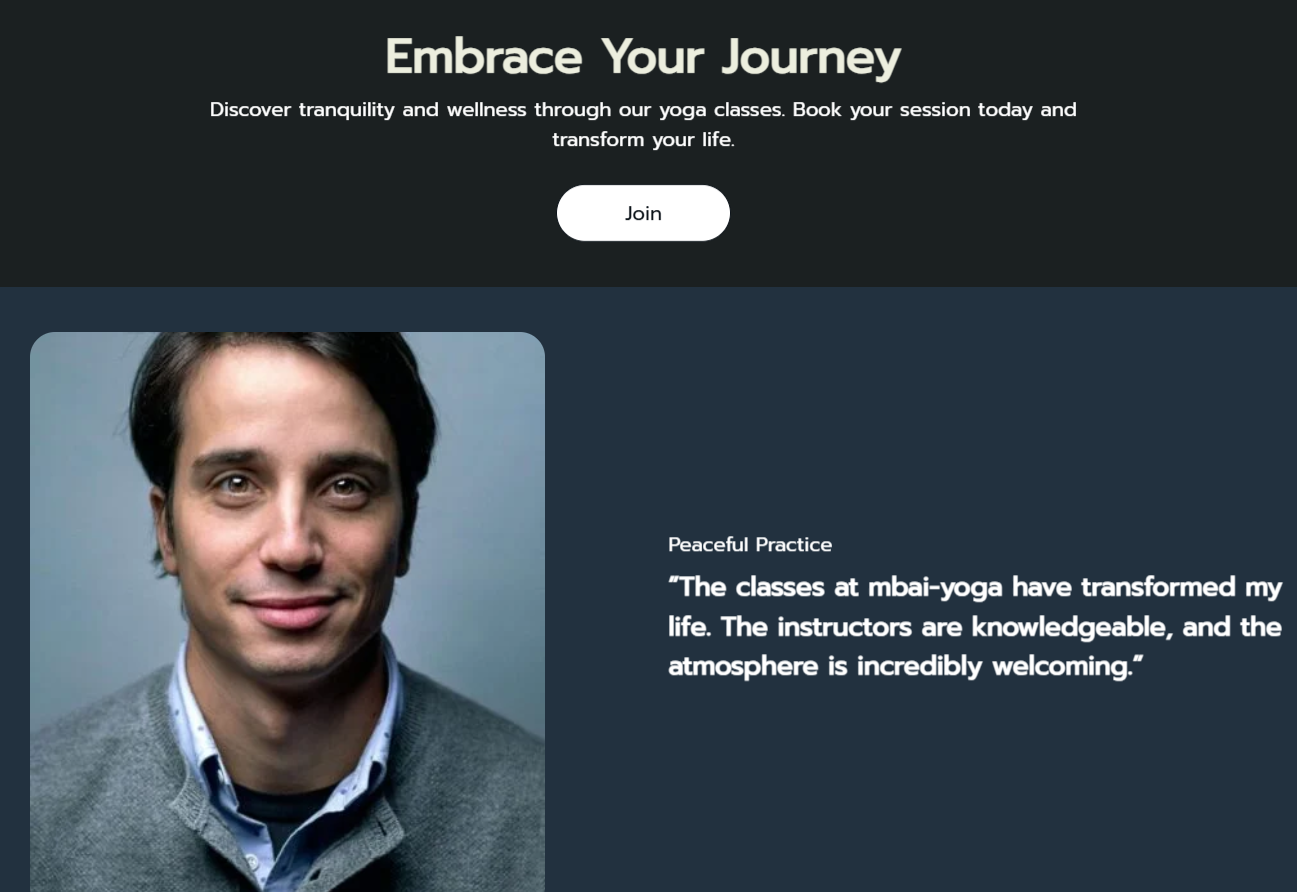 Embrace Your Journey
Discover tranquility and wellness through our yoga classes. Book your session today and
transform your life.
Join
Peaceful Practice
"The classes at mbai-yoga have transformed my
life. The instructors are knowledgeable, and the
atmosphere is incredibly welcoming."